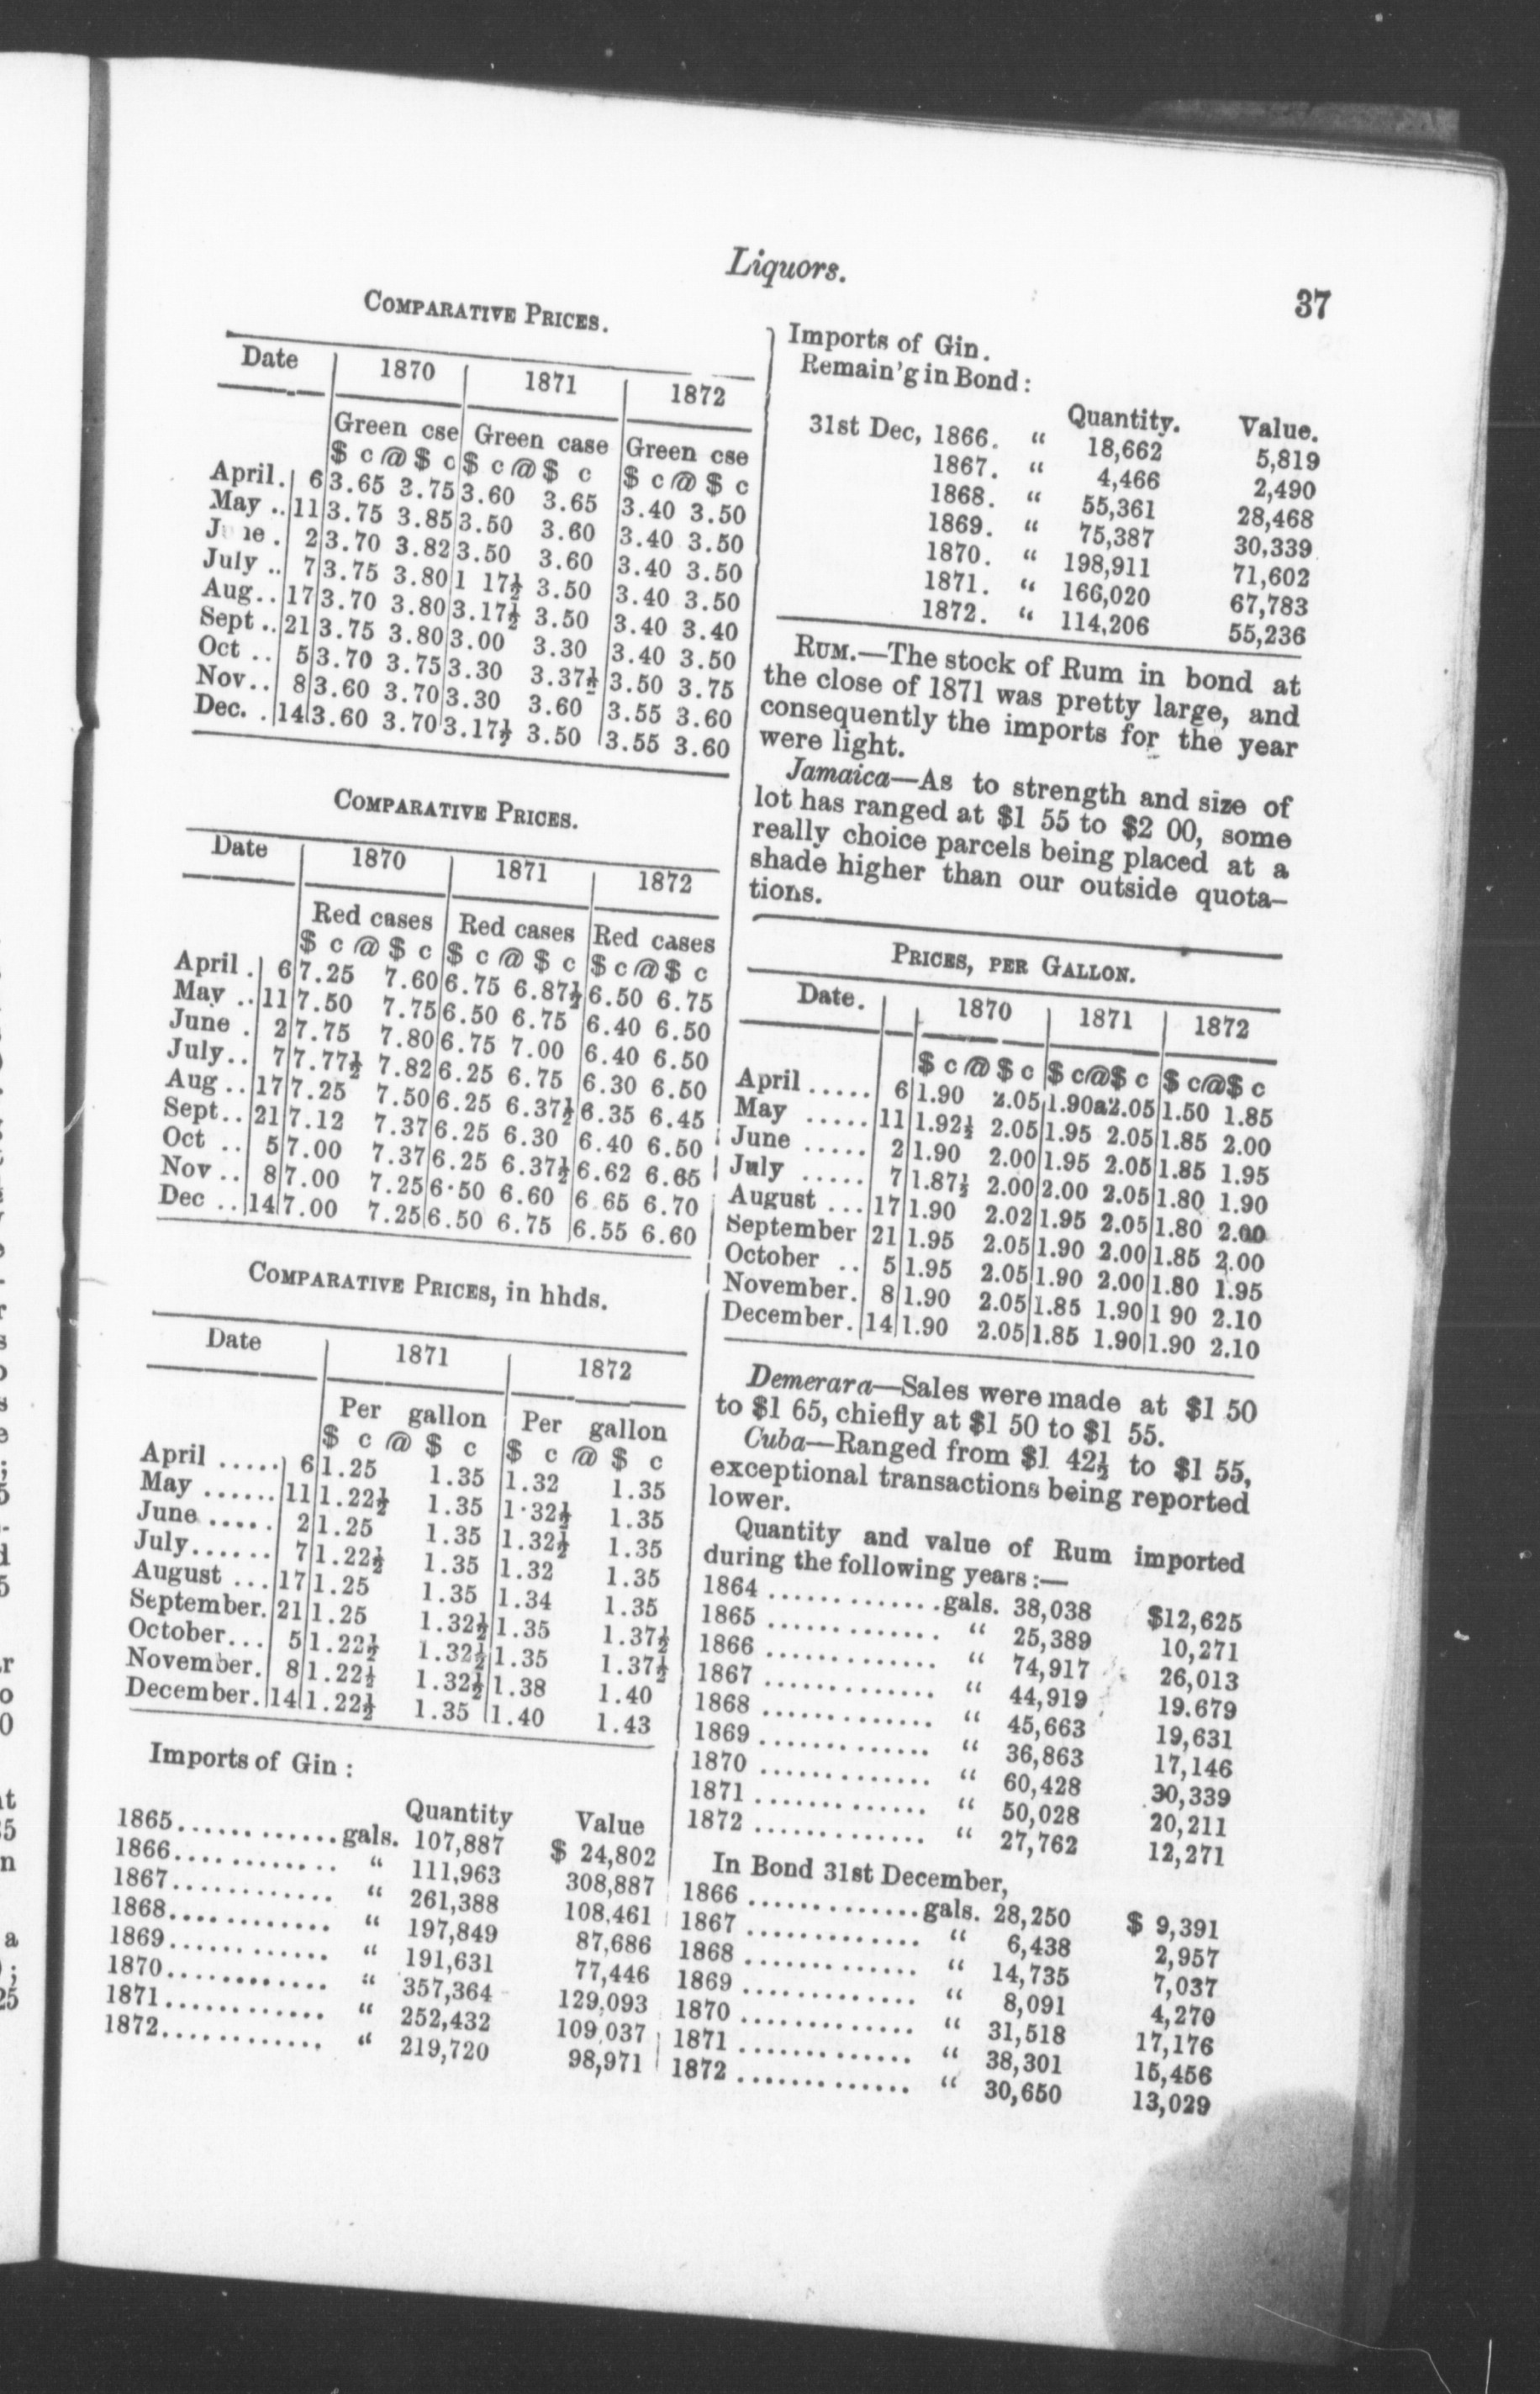 Liquors.
37
COMPARATIVE PRICES.
Date 1870 1871 1872
Green cse Green case Green cse
$ c @ $ c $ c @ $ c $ c @ $ c
April. 6 3.65 3.75 3.60 3.65 3.40 3.50
May .. 11 3.75 3.85 3.50 3.60 3.40 3.50
J ne . 2 3.70 3.82 3.50 3.60 3.40 3.50
July .. 7 3.75 3.80 1 17½ 3.50 3.40 3.50
Aug.. 17 3.70 3.80 3.17½ 3.50 3.40 3.40
Sept .. 21 3.75 3.80 3.00 3.30 3.40 3.50
Oct .. 5 3.70 3.75 3.30 3.37½ 3.50 3.75
Nov.. 8 3.60 3.70 3.30 3.60 3.55 3.60
Dec. . 14 3.60 3.70 3.17½ 3.50 3.55 3.60
COMPARATIVE PRICES.
Date 1870 1871 1872
Red cases Red cases Red cases
$ c @ $ c $ c @ $ c $ c @ $ c
April . 6 7.25 7.60 6.75 6.87½ 6.50 6.75
May .. 11 7.50 7.75 6.50 6.75 6.40 6.50
June . 2 7.75 7.80 6.75 7.00 6.40 6.50
July.. 7 7.77½ 7.82 6.25 6.75 6.30 6.50
Aug .. 17 7.25 7.50 6.25 6.37½ 6.35 6.45
Sept.. 21 7.12 7.37 6.25 6.30 6.40 6.50
Oct .. 5 7.00 7.37 6.25 6.37½ 6.62 6.65
Nov .. 8 7.00 7.25 6·50 6.60 6 65 6.70
Dec .. 14 7.00 7.25 6.50 6.75 6.55 6.60
COMPARATIVE PRICES, in hhds.
Date 1871 1872
Per gallon Per gallon
$ c @ $ c $ c @ $ c
April ..... 6 1.25 1.35 1.32 1.35
May ...... 11 1.22½ 1.35 1·32½ 1.35
June ..... 2 1.25 1.35 1.32½ 1.35
July...... 7 1.22½ 1.35 1.32 1.35
August ... 17 1.25 1.35 1.34 1.35
September. 21 1.25 1.32½ 1.35 1.37½
October... 5 1.22½ 1.32½ 1.35 1.37½
November. 8 1.22½ 1.32½ 1.38 1.40
December. 14 1.22½ 1.35 1.40 1.43
Imports of Gin :
Quantity Value
1865............gals. 107,887 $ 24,802
1866............ “ 111,963 308,887
1867............ “ 261,388 108,461
1868............ “ 197,849 87,686
1869............ “ 191,631 77,446
1870............ “ 357,364 129,093
1871............ “ 252,432 109,037
1872............ “ 219,720 98,971
Imports of Gin.
Remain'g in Bond :
Quantity. Value.
31st Dec, 1866. “ 18,662 5,819
1867. “ 4,466 2,490
1868. “ 55,361 28,468
1869. “ 75,387 30,339
1870. “ 198,911 71,602
1871. “ 166,020 67,783
1872. “ 114,206 55,236
RUM.—The stock of Rum in bond at
the close of 1871 was pretty large, and
consequently the imports for the year
were light.
Jamaica—As to strength and size of
lot has ranged at $1 55 to $2 00, some
really choice parcels being placed at a
shade higher than our outside quota-
tions.
PRICES, PER GALLON.
Date. 1870 1871 1872
$ c @ $ c $ c@$ c $ c@$ c
April ..... 6 1.90 2.05 1.90a2.05 1.50 1.85
May ..... 11 1.92½ 2.05 1.95 2.05 1.85 2.00
June ..... 2 1.90 2.00 1.95 2.05 1.85 1.95
July ..... 7 1.87½ 2.00 2.00 2.05 1.80 1.90
August ... 17 1.90 2.02 1.95 2.05 1.80 2.00
September 21 1.95 2.05 1.90 2.00 1.85 2.00
October .. 5 1.95 2.05 1.90 2.00 1.80 1.95
November. 8 1.90 2.05 1.85 1.90 1 90 2.10
December. 14 1.90 2.05 1.85 1.90 1.90 2.10
Demerara—Sales were made at $1 50
to $1 65, chiefly at $1 50 to $1 55.
Cuba—Ranged from $1 42½ to $1 55,
exceptional transactions being reported
lower.
Quantity and value of Rum imported
during the following years :—
1864 .............gals. 38,038 $12,625
1865 ............. “ 25,389 10,271
1866 ............. “ 74,917 26,013
1867 ............. “ 44,919 19.679
1868 ............. “ 45,663 19,631
1869 ............. “ 36,863 17,146
1870 ............. “ 60,428 30,339
1871 ............. “ 50,028 20,211
1872 ............. “ 27,762 12,271
In Bond 31st December,
1866 .............gals. 28,250 $ 9,391
1867 ............. “ 6,438 2,957
1868 ............. “ 14,735 7,037
1869 ............. “ 8,091 4,270
1870 ............. “ 31,518 17,176
1871 ............. “ 38,301 15,456
1872 ............. “ 30,650 13,029